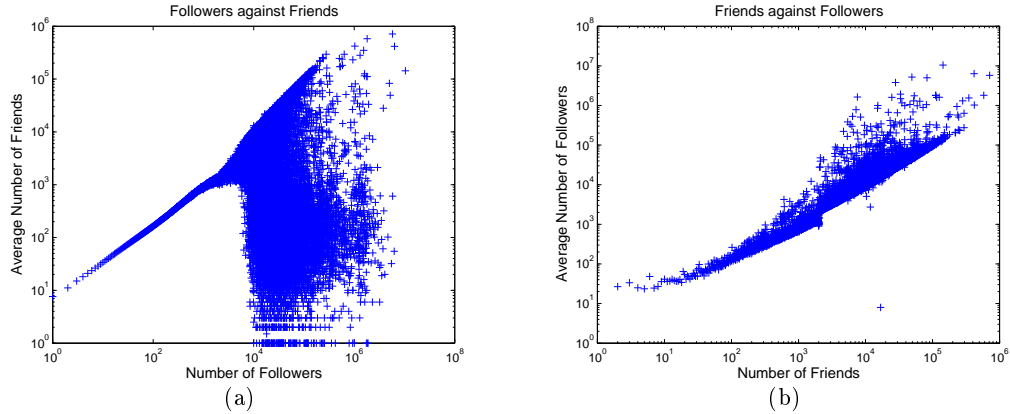 Followers against Friends
10^6
10^5
10^4
10^3
10^2
10^1
10^0
Average Number of Friends
10^0 10^2 10^4 10^6 10^8
Number of Followers
(a)
Friends against Followers
10^8
10^7
10^6
10^5
10^4
10^3
10^2
10^1
10^0
Average Number of Followers
10^0 10^1 10^2 10^3 10^4 10^5 10^6
Number of Friends
(b)